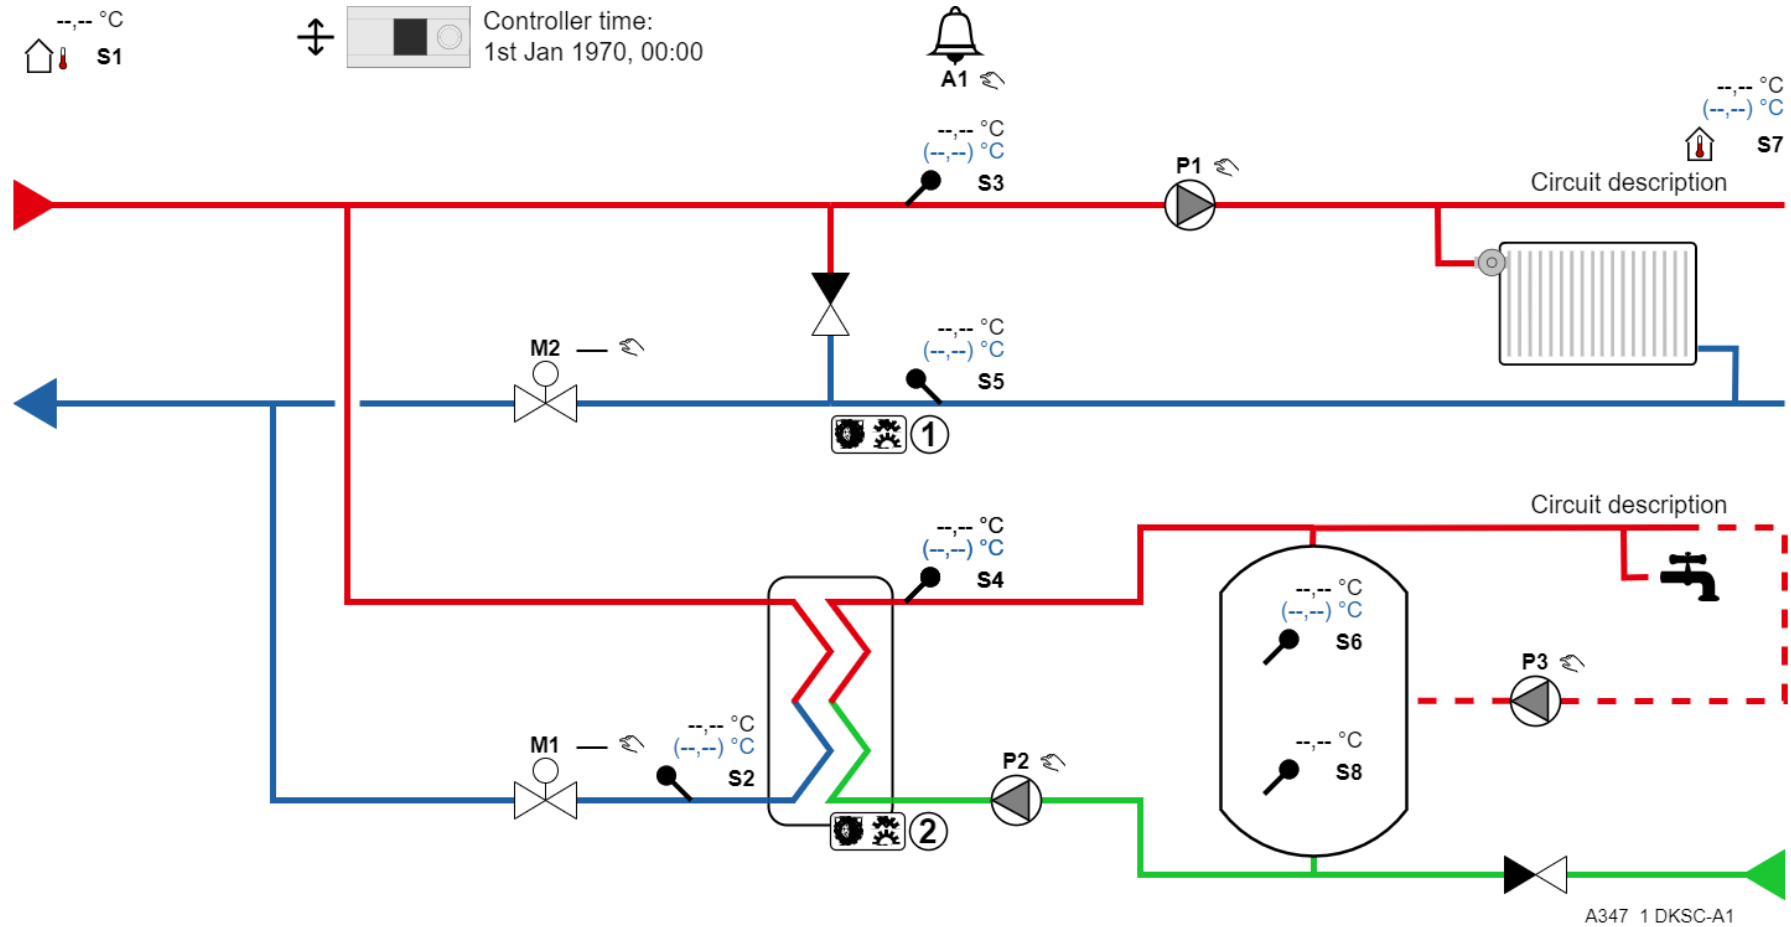 --,-- °C
S1
Controller time:
1st Jan 1970, 00:00
A1
--,-- °C
(--,--) °C
S7
--,-- °C
(--,--) °C
S3
P1
Circuit description
--,-- °C
(--,--) °C
S5
M2
1
Circuit description
--,-- °C
(--,--) °C
S4
--,-- °C
(--,--) °C
S6
P3
--,-- °C
(--,--) °C
S2
M1
P2
--,-- °C
S8
2
A347 1 DKSC-A1